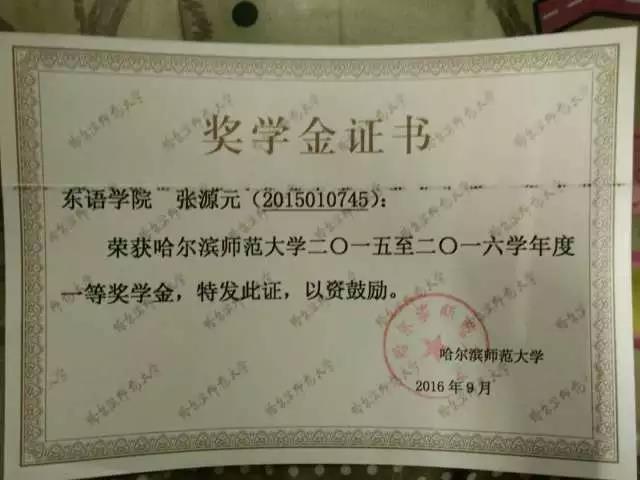 奖学金证书
东语学院 张源元(2015010745):
荣获哈尔滨师范大学二〇一五至二〇一六学年度
一等奖学金,特发此证,以资鼓励。
哈尔滨师范大学
2016年9月